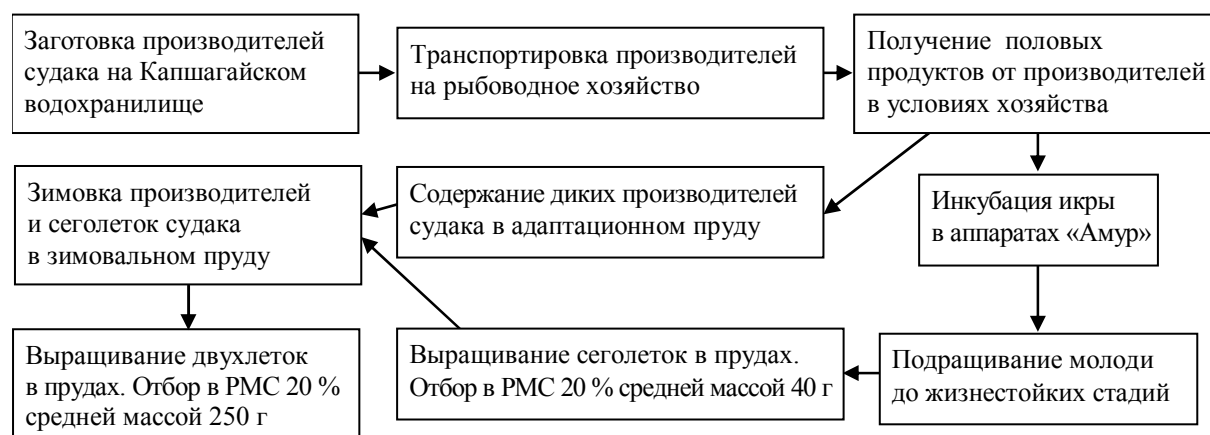 Заготовка производителей
судака на Капшагайском
водохранилище
Транспортировка производителей
на рыбоводное хозяйство
Получение половых
продуктов от производителей
в условиях хозяйства
Зимовка производителей
и сеголеток судака
в зимовальном пруду
Содержание диких производителей
судака в адаптационном пруду
Инкубация икры
в аппаратах «Амур»
Выращивание двухлеток
в прудах. Отбор в РМС 20 %
средней массой 250 г
Выращивание сеголеток в прудах.
Отбор в РМС 20 % средней массой 40 г
Подращивание молоди
до жизнестойких стадий